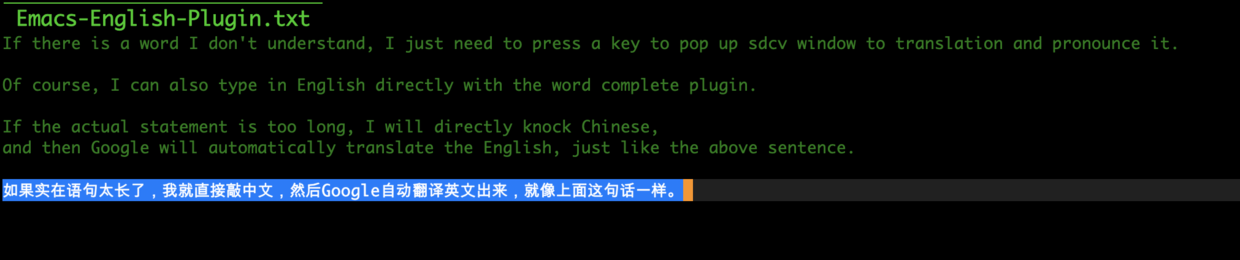 Emacs-English-Plugin.txt
If there is a word I don't understand, I just need to press a key to pop up sdcv window to translation and pronounce it.
Of course, I can also type in English directly with the word complete plugin.
If the actual statement is too long, I will directly knock Chinese,
and then Google will automatically translate the English, just like the above sentence.
如果实在语句太长了，我就直接敲中文，然后Google自动翻译英文出来，就像上面这句话一样。